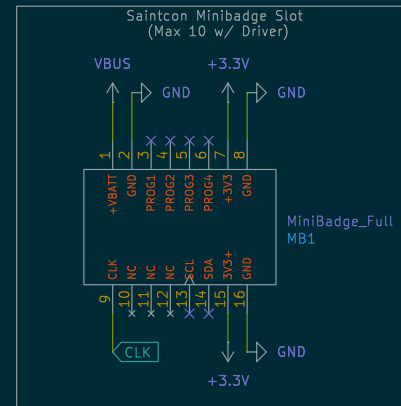 Saintcon Minibadge Slot
(Max 10 w/ Driver)
VBUS
+3.3V
GND
GND
1
2
3
4
5
6
7
8
+VBATT
GND
PROG1
PROG2
PROG3
PROG4
+3V3
GND
MiniBadge_Full
MB1
CLK
NC
NC
NC
SCL
SDA
3V3+
GND
9
10
11
12
13
14
15
16
CLK
GND
+3.3V